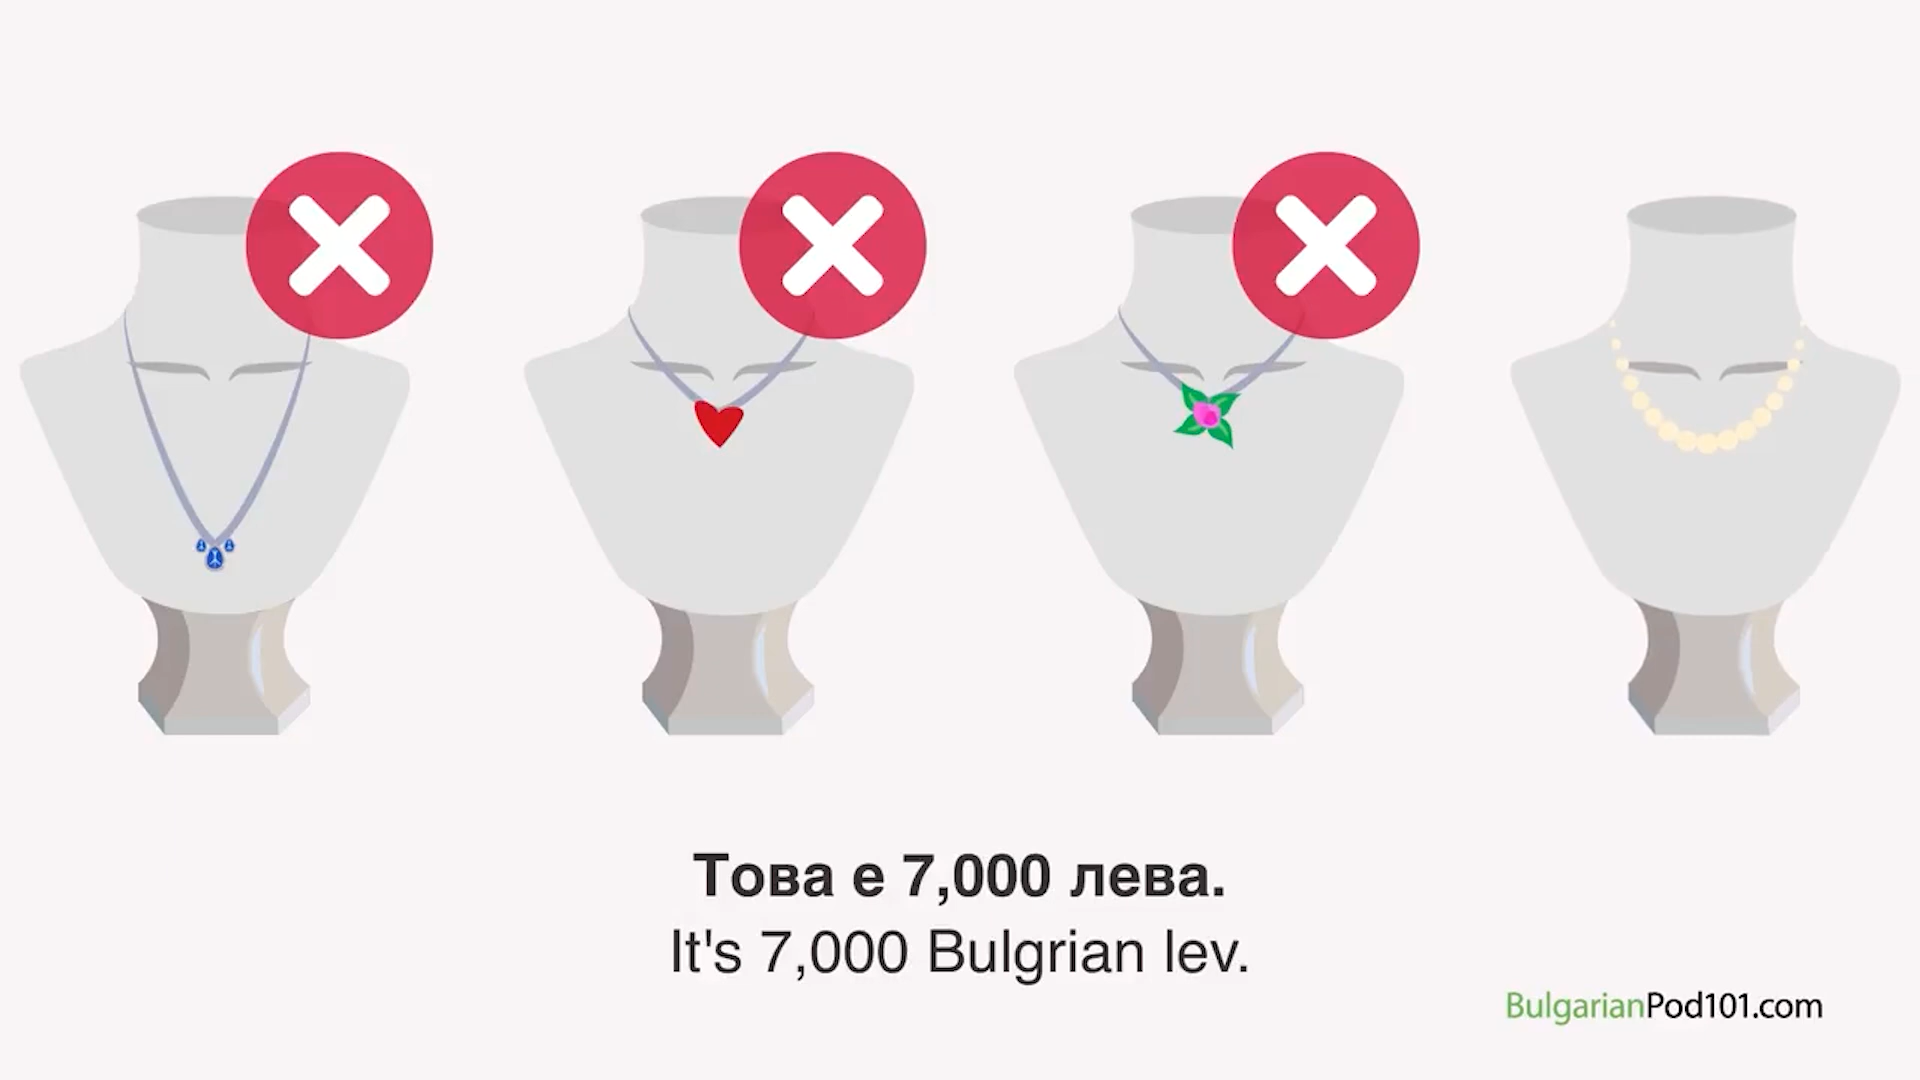 Това е 7,000 лева.
It's 7,000 Bulgrian lev.
BulgarianPod101.com